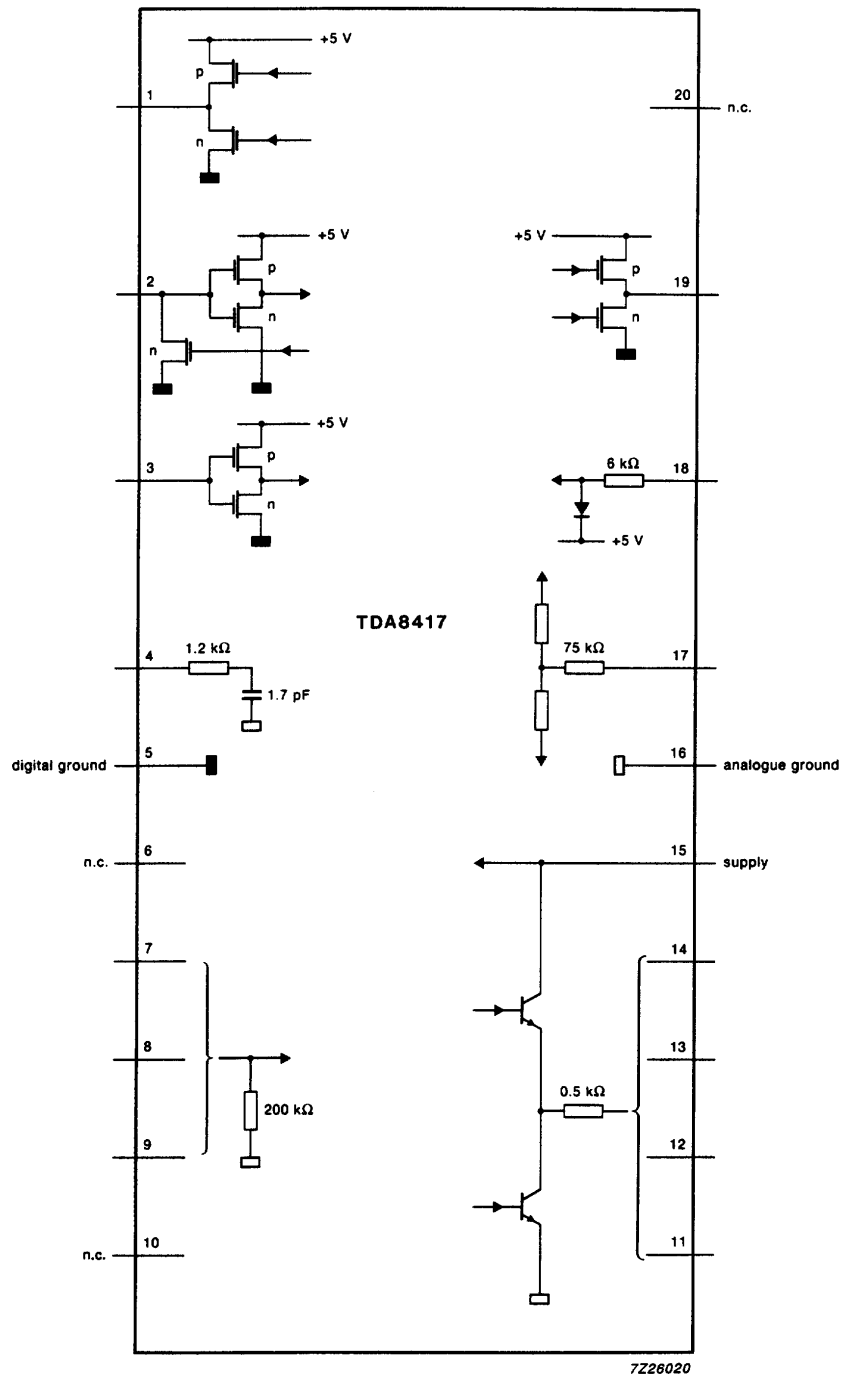 +5 V
p
1
20
n.c.
n
+5 V
+5 V
2
p
p
19
n
n
n
+5 V
3
p
6 kΩ
18
n
+5 V
TDA8417
4
1.2 kΩ
75 kΩ
17
1.7 pF
digital ground
5
16
analogue ground
n.c.
6
15
supply
7
14
8
13
0.5 kΩ
200 kΩ
9
12
n.c.
10
11
7Z26020